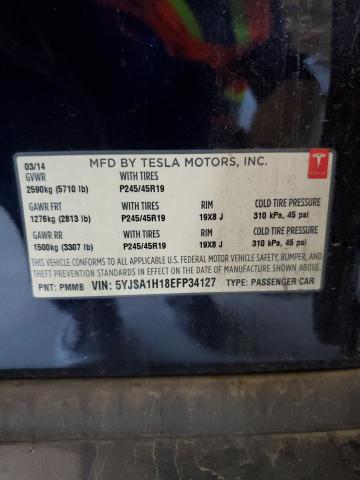 03/14 MFD BY TESLA MOTORS, INC.
GVWR WITH TIRES
2590kg (5710 lb) P245/45R19 TESLA
GAWR FRT WITH TIRES RIM COLD TIRE PRESSURE
1276kg (2813 lb) P245/45R19 19X8 J 310 kPa, 45 psi
GAWR RR WITH TIRES RIM COLD TIRE PRESSURE
1500kg (3307 lb) P245/45R19 19X8 J 310 kPa, 45 psi
THIS VEHICLE CONFORMS TO ALL APPLICABLE U.S. FEDERAL MOTOR VEHICLE SAFETY, BUMPER, AND
THEFT PREVENTION STANDARDS IN EFFECT ON THE DATE OF MANUFACTURE SHOWN ABOVE.
PNT: PMMB VIN: 5YJSA1H18EFP34127 TYPE: PASSENGER CAR